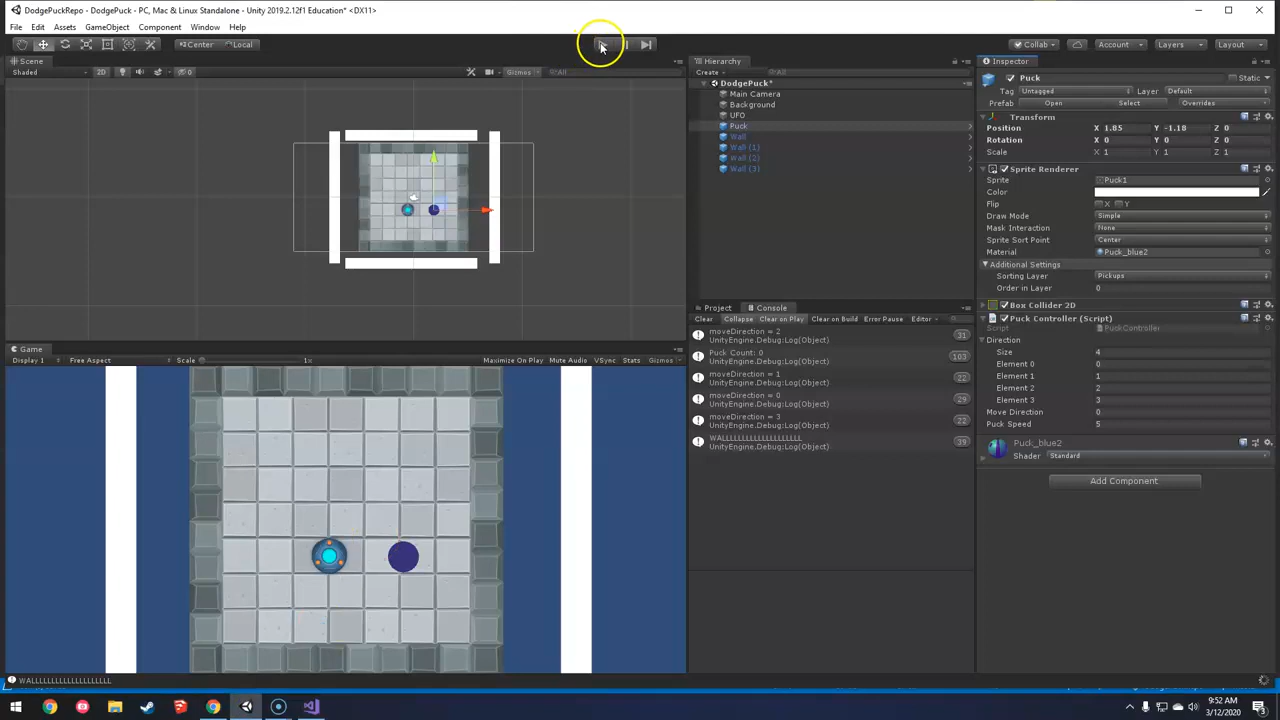 DodgePuckRepo - DodgePuck - PC, Mac & Linux Standalone - Unity 2019.2.12f1 Education* <DX11>
File Edit Assets GameObject Component Window Help
Center Local Collab Account Layers Layout
Scene
Shaded 2D 0 Gizmos All
Hierarchy
Create All
DodgePuck*
Main Camera
Background
UFO
Puck
Wall
Wall (1)
Wall (2)
Wall (3)
Inspector
Puck Static
Tag Untagged Layer Default
Prefab Open Select Overrides
Transform
Position X 1.85 Y -1.18 Z 0
Rotation X 0 Y 0 Z 0
Scale X 1 Y 1 Z 1
Sprite Renderer
Sprite Puck1
Color
Flip X Y
Draw Mode Simple
Mask Interaction None
Sprite Sort Point Center
Material Puck_blue2
Additional Settings
Sorting Layer Pickups
Order in Layer 0
Box Collider 2D
Puck Controller (Script)
Script PuckController
Direction
Size 4
Element 0 0
Element 1 1
Element 2 2
Element 3 3
Move Direction 0
Puck Speed 5
Puck_blue2
Shader Standard
Add Component
Project Console
Clear Collapse Clear on Play Clear on Build Error Pause Editor
moveDirection = 2
UnityEngine.Debug:Log(Object) 31
Puck Count: 0
UnityEngine.Debug:Log(Object) 103
moveDirection = 1
UnityEngine.Debug:Log(Object) 22
moveDirection = 0
UnityEngine.Debug:Log(Object) 29
moveDirection = 3
UnityEngine.Debug:Log(Object) 22
UnityEngine.Debug:Log(Object) 39
Game
Display 1 Free Aspect Scale 1x Maximize On Play Mute Audio VSync Stats Gizmos
9:52 AM
3/12/2020